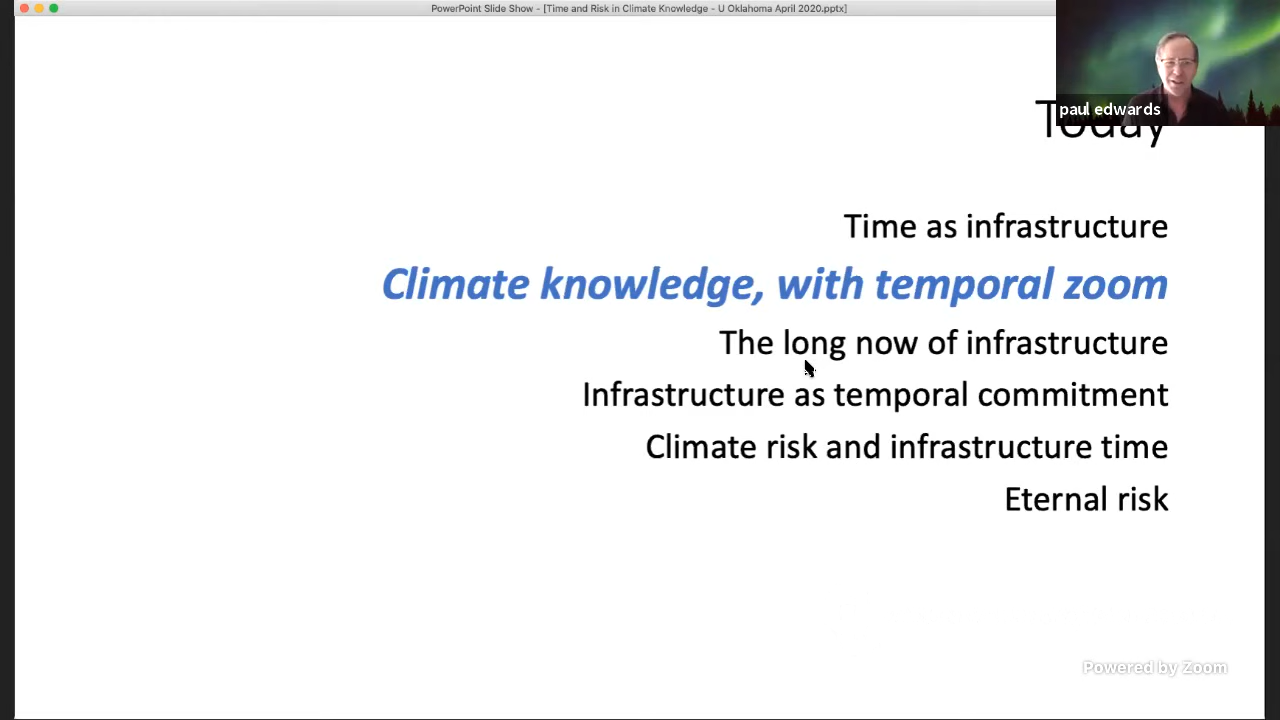 PowerPoint Slide Show - [Time and Risk in Climate Knowledge - U Oklahoma April 2020.pptx]
paul edwards
Today
Time as infrastructure
Climate knowledge, with temporal zoom
The long now of infrastructure
Infrastructure as temporal commitment
Climate risk and infrastructure time
Eternal risk
Powered by Zoom